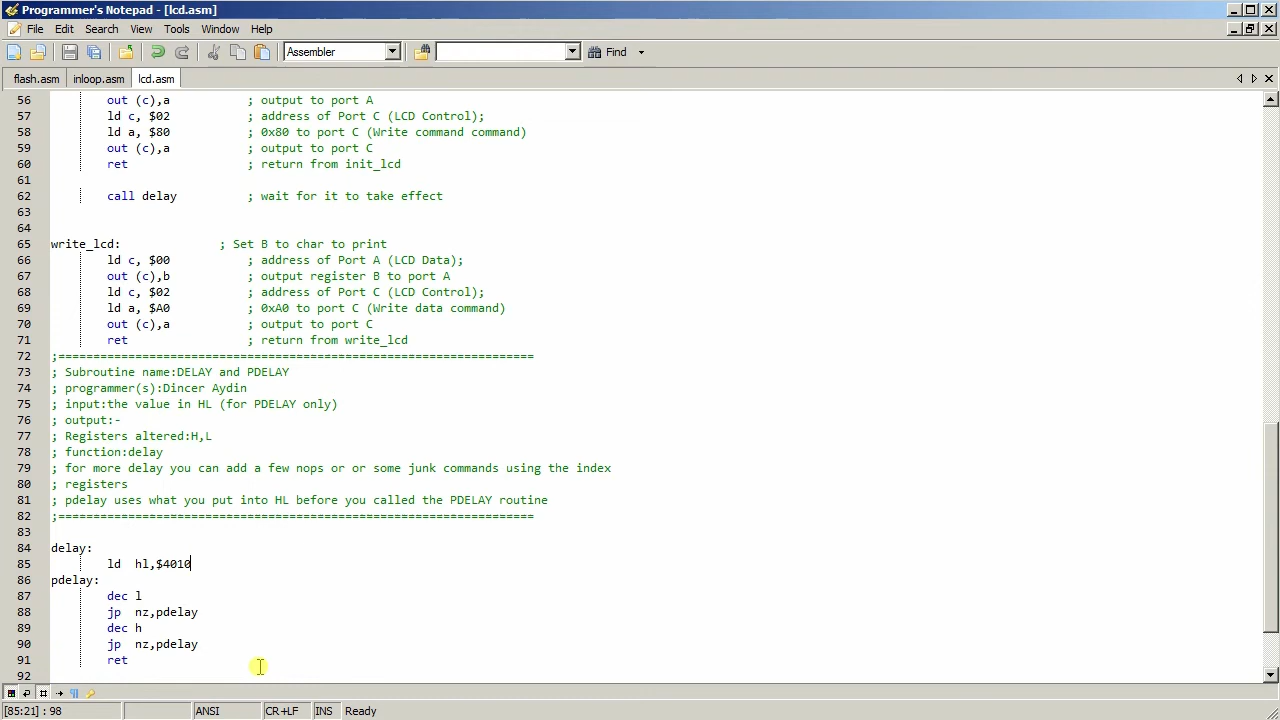 Programmer's Notepad - [lcd.asm]
File Edit Search View Tools Window Help
Assembler Find
flash.asm inloop.asm lcd.asm
56 out (c),a ; output to port A
57 ld c, $02 ; address of Port C (LCD Control);
58 ld a, $80 ; 0x80 to port C (Write command command)
59 out (c),a ; output to port C
60 ret ; return from init_lcd
61
62 call delay ; wait for it to take effect
63
64
65 write_lcd: ; Set B to char to print
66 ld c, $00 ; address of Port A (LCD Data);
67 out (c),b ; output register B to port A
68 ld c, $02 ; address of Port C (LCD Control);
69 ld a, $A0 ; 0xA0 to port C (Write data command)
70 out (c),a ; output to port C
71 ret ; return from write_lcd
72 ;====================================================================
73 ; Subroutine name:DELAY and PDELAY
74 ; programmer(s):Dincer Aydin
75 ; input:the value in HL (for PDELAY only)
76 ; output:-
77 ; Registers altered:H,L
78 ; function:delay
79 ; for more delay you can add a few nops or or some junk commands using the index
80 ; registers
81 ; pdelay uses what you put into HL before you called the PDELAY routine
82 ;====================================================================
83
84 delay:
85 ld hl,$4010
86 pdelay:
87 dec l
88 jp nz,pdelay
89 dec h
90 jp nz,pdelay
91 ret
92
[85:21] : 98 ANSI CR+LF INS Ready